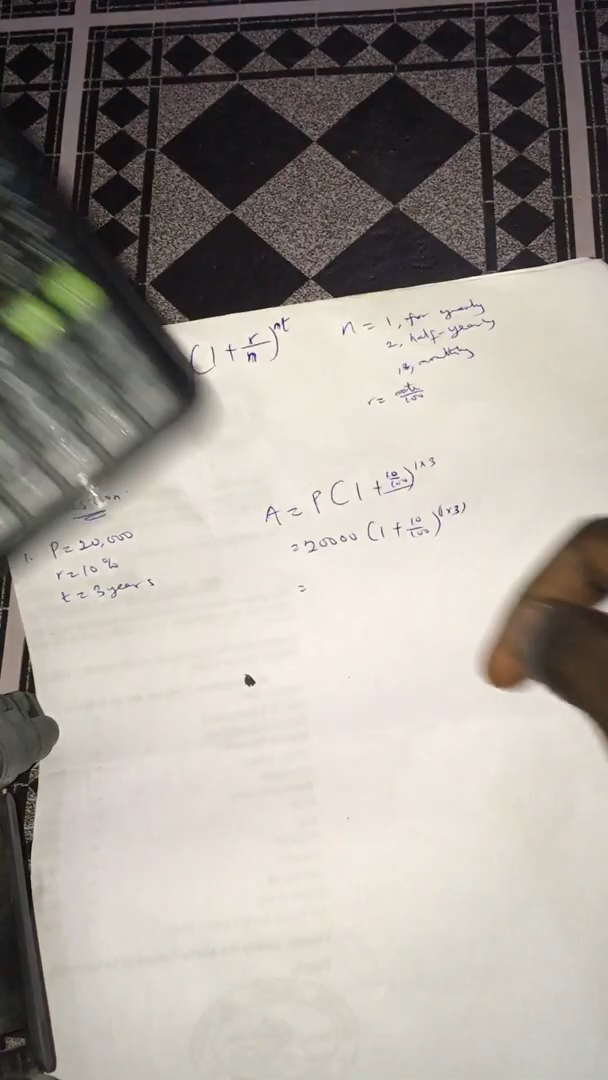 (1 + r/n)^nt
n = 1, for yearly
2, half-yearly
12, monthly
r = rate/100
1. P = 20,000
r = 10%
t = 3 years
A = P(1 + 10/100)^1×3
= 20000 (1 + 10/100)^(1×3)
=